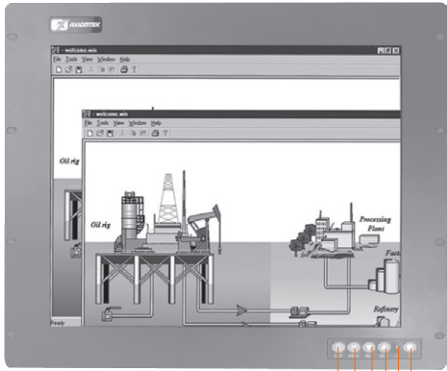 AXIOMTEK
- welcome.win
File Tools View Window Help
- welcome.win
File Tools View Window Help
Oil rig
Oil rig
Processing
Plant
Fact
Refinery
Ready